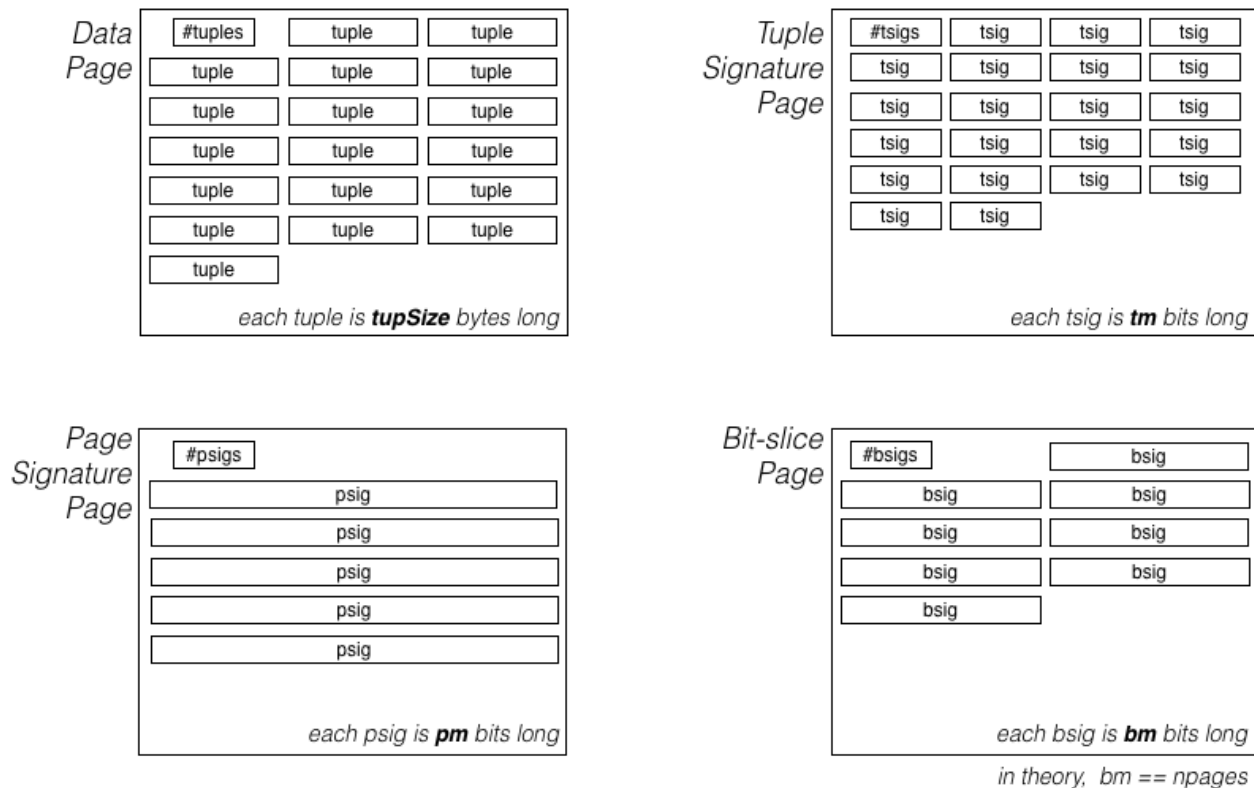 Data
Page
#tuples tuple tuple
tuple tuple tuple
tuple tuple tuple
tuple tuple tuple
tuple tuple tuple
tuple tuple tuple
tuple
each tuple is tupSize bytes long
Tuple
Signature
Page
#tsigs tsig tsig tsig
tsig tsig tsig tsig
tsig tsig tsig tsig
tsig tsig tsig tsig
tsig tsig tsig tsig
tsig tsig
each tsig is tm bits long
Page
Signature
Page
#psigs
psig
psig
psig
psig
psig
each psig is pm bits long
Bit-slice
Page
#bsigs bsig
bsig bsig
bsig bsig
bsig bsig
bsig
each bsig is bm bits long
in theory, bm == npages